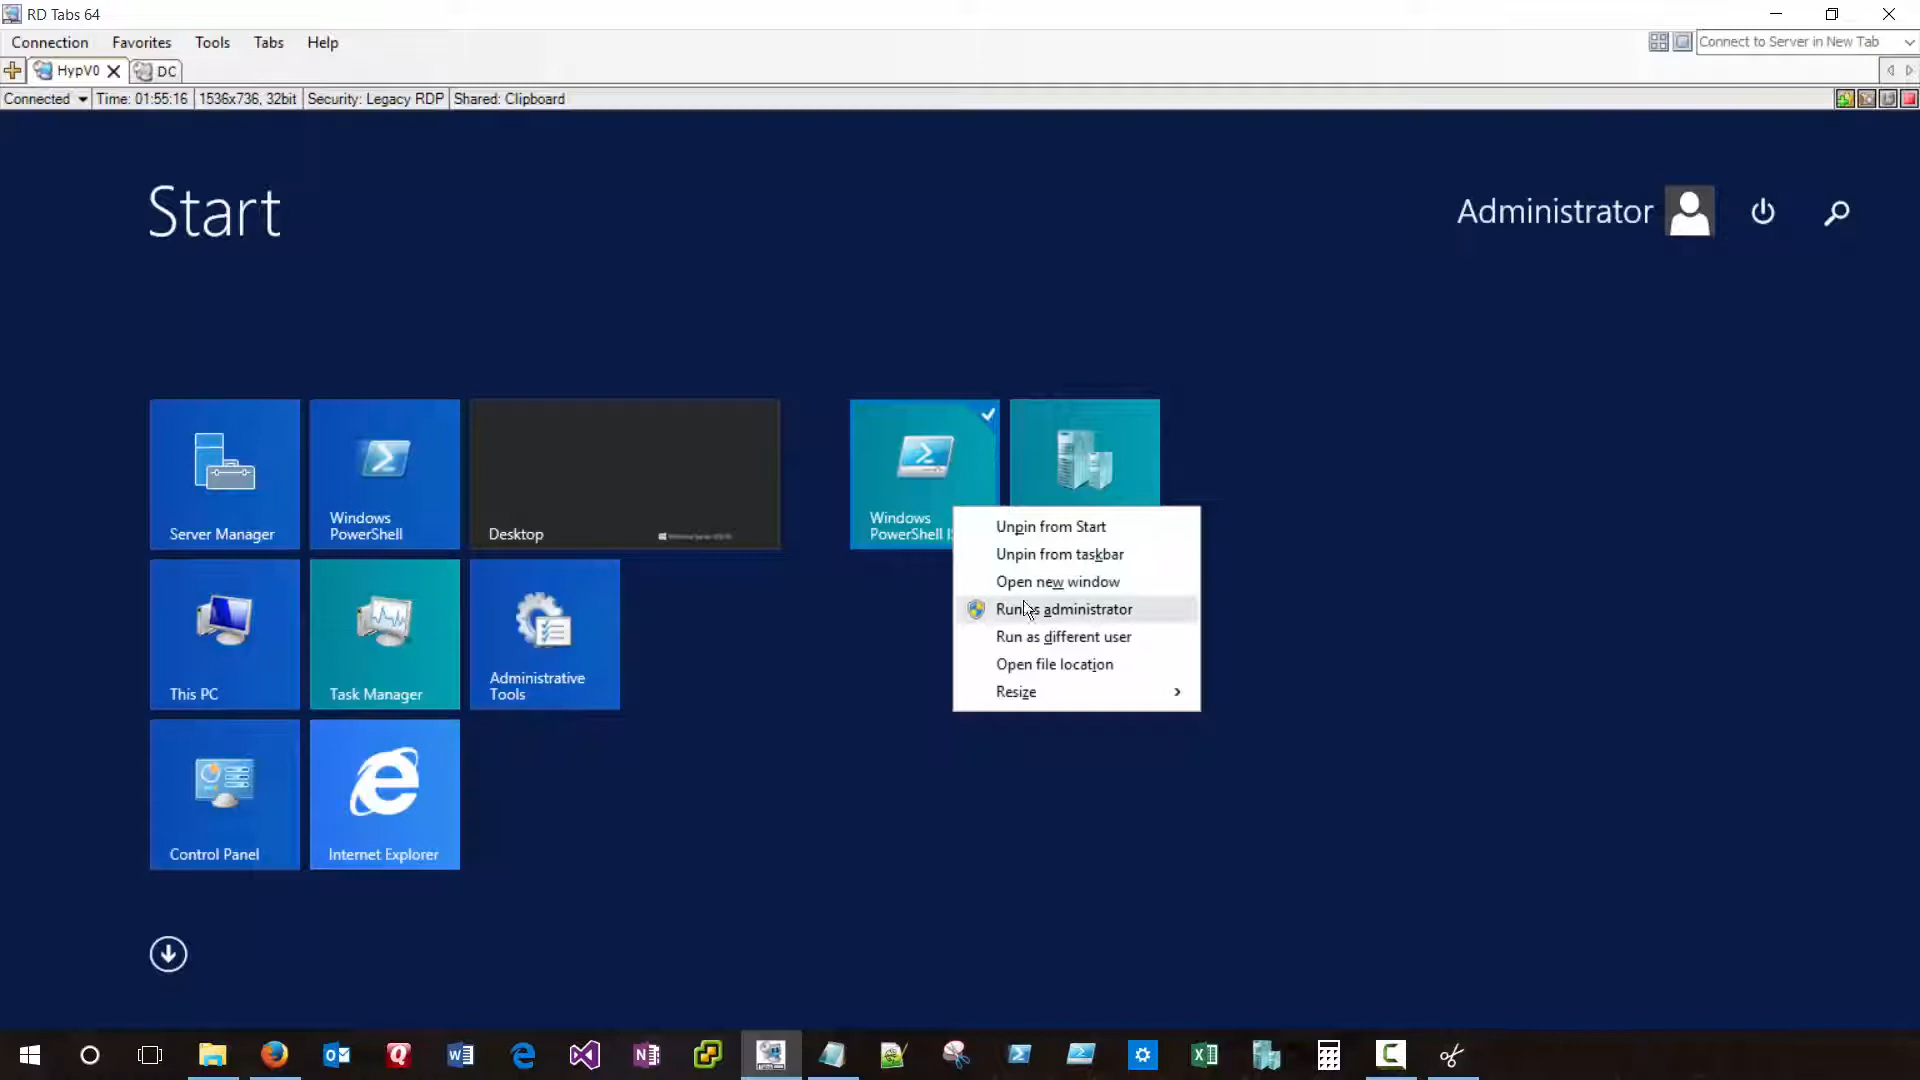 RD Tabs 64
Connection Favorites Tools Tabs Help
Connect to Server in New Tab
HypV0 DC
Connected Time: 01:55:16 1536x736, 32bit Security: Legacy RDP Shared: Clipboard
Start
Administrator
Server Manager
Windows
PowerShell
Desktop
Windows
PowerShell I
Unpin from Start
Unpin from taskbar
Open new window
Run as administrator
Run as different user
Open file location
Resize
This PC
Task Manager
Administrative
Tools
Control Panel
Internet Explorer